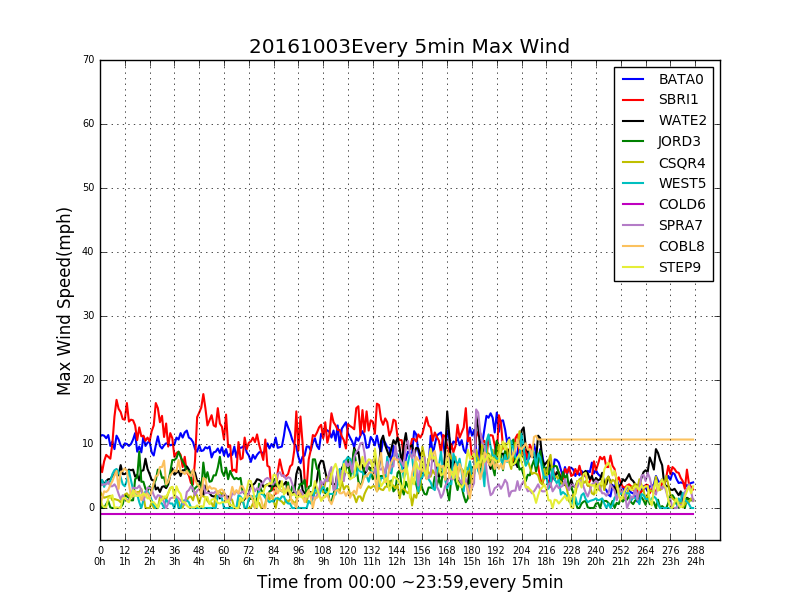 20161003Every 5min Max Wind
70
60
50
40
30
20
10
0
Max Wind Speed(mph)
BATA0
SBRI1
WATE2
JORD3
CSQR4
WEST5
COLD6
SPRA7
COBL8
STEP9
0 12 24 36 48 60 72 84 96 108 120 132 144 156 168 180 192 204 216 228 240 252 264 276 288
0h 1h 2h 3h 4h 5h 6h 7h 8h 9h 10h 11h 12h 13h 14h 15h 16h 17h 18h 19h 20h 21h 22h 23h 24h
Time from 00:00 ~23:59,every 5min